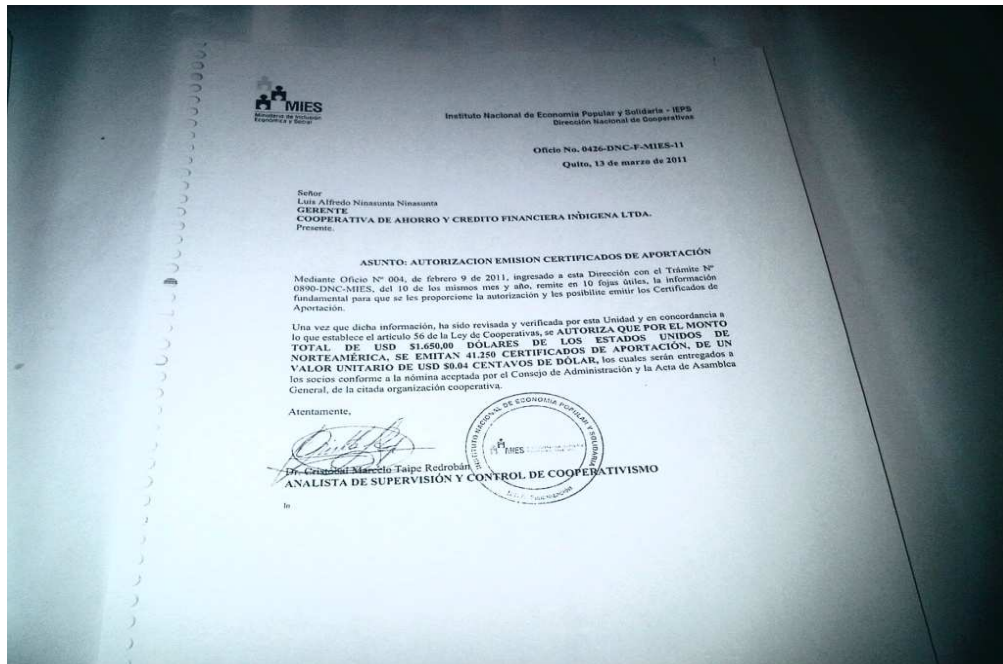 MIES
Ministerio de Inclusión
Económica y Social
Instituto Nacional de Economía Popular y Solidaria - IEPS
Dirección Nacional de Cooperativas
Oficio No. 0426-DNC-F-MIES-11
Quito, 13 de marzo de 2011
Señor
Luis Alfredo Ninasunta Ninasunta
GERENTE
COOPERATIVA DE AHORRO Y CREDITO FINANCIERA INDIGENA LTDA.
Presente.
ASUNTO: AUTORIZACION EMISION CERTIFICADOS DE APORTACIÓN
Mediante Oficio Nº 004, de febrero 9 de 2011, ingresado a esta Dirección con el Trámite Nº
0890-DNC-MIES, del 10 de los mismos mes y año, remite en 10 fojas útiles, la información
fundamental para que se les proporcione la autorización y les posibilite emitir los Certificados de
Aportación.
Una vez que dicha información, ha sido revisada y verificada por esta Unidad y en concordancia a
lo que establece el artículo 56 de la Ley de Cooperativas, se AUTORIZA QUE POR EL MONTO
TOTAL DE USD $1.650,00 DÓLARES DE LOS ESTADOS UNIDOS DE
NORTEAMÉRICA, SE EMITAN 41.250 CERTIFICADOS DE APORTACIÓN, DE UN
VALOR UNITARIO DE USD $0.04 CENTAVOS DE DÓLAR, los cuales serán entregados a
los socios conforme a la nómina aceptada por el Consejo de Administración y la Acta de Asamblea
General, de la citada organización cooperativa.
Atentamente,
INSTITUTO NACIONAL DE ECONOMIA POPULAR Y SOLIDARIA
MIES
Dr. Cristóbal Marcelo Taipe Redrobán
ANALISTA DE SUPERVISIÓN Y CONTROL DE COOPERATIVISMO